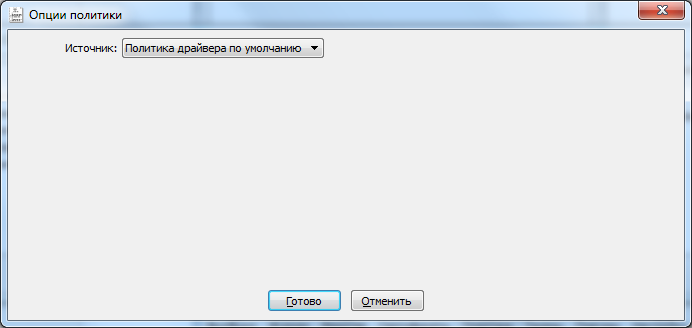 Опции политики
Источник: Политика драйвера по умолчанию
Готово Отменить